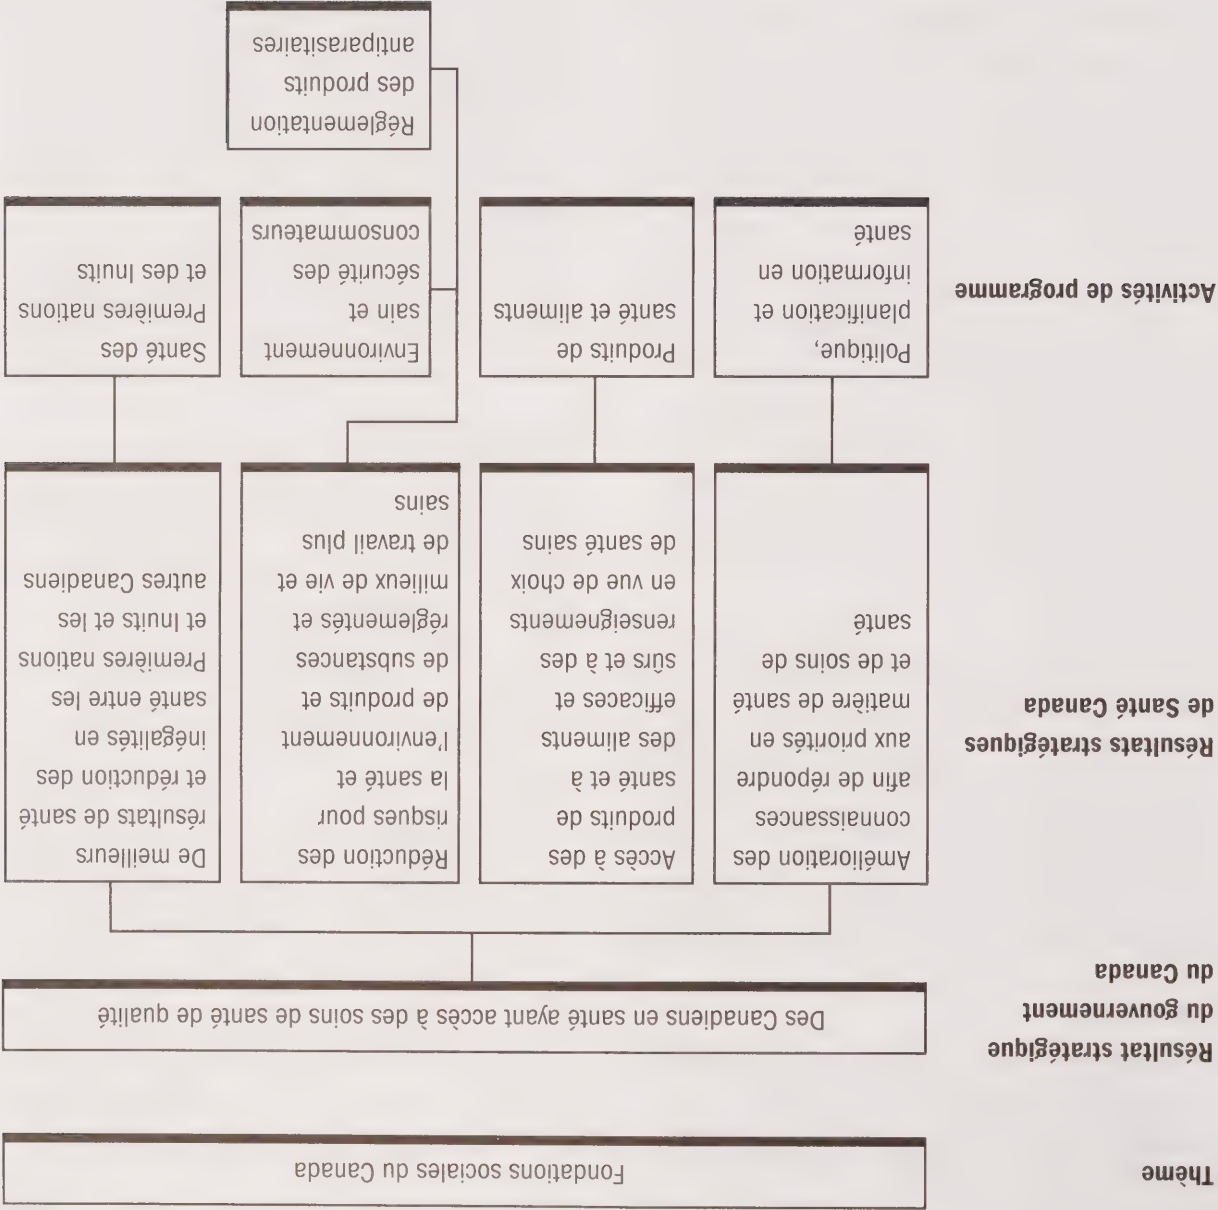 Thème
Fondations sociales du Canada
Résultat stratégique
du gouvernement
du Canada
Des Canadiens en santé ayant accès à des soins de santé de qualité
Résultats stratégiques
de Santé Canada
Amélioration des
connaissances
afin de répondre
aux priorités en
matière de santé
et de soins de
santé
Accès à des
produits de
santé et à
des aliments
efficaces et
sûrs et à des
renseignements
en vue de choix
de santé sains
Réduction des
risques pour
la santé et
l'environnement
de produits et
de substances
réglementés et
milieux de vie et
de travail plus
sains
De meilleurs
résultats de santé
et réduction des
inégalités en
santé entre les
Premières nations
et Inuits et les
autres Canadiens
Activités de programme
Politique,
planification et
information en
santé
Produits de
santé et aliments
Environnement
sain et
sécurité des
consommateurs
Santé des
Premières nations
et des Inuits
Réglementation
des produits
antiparasitaires